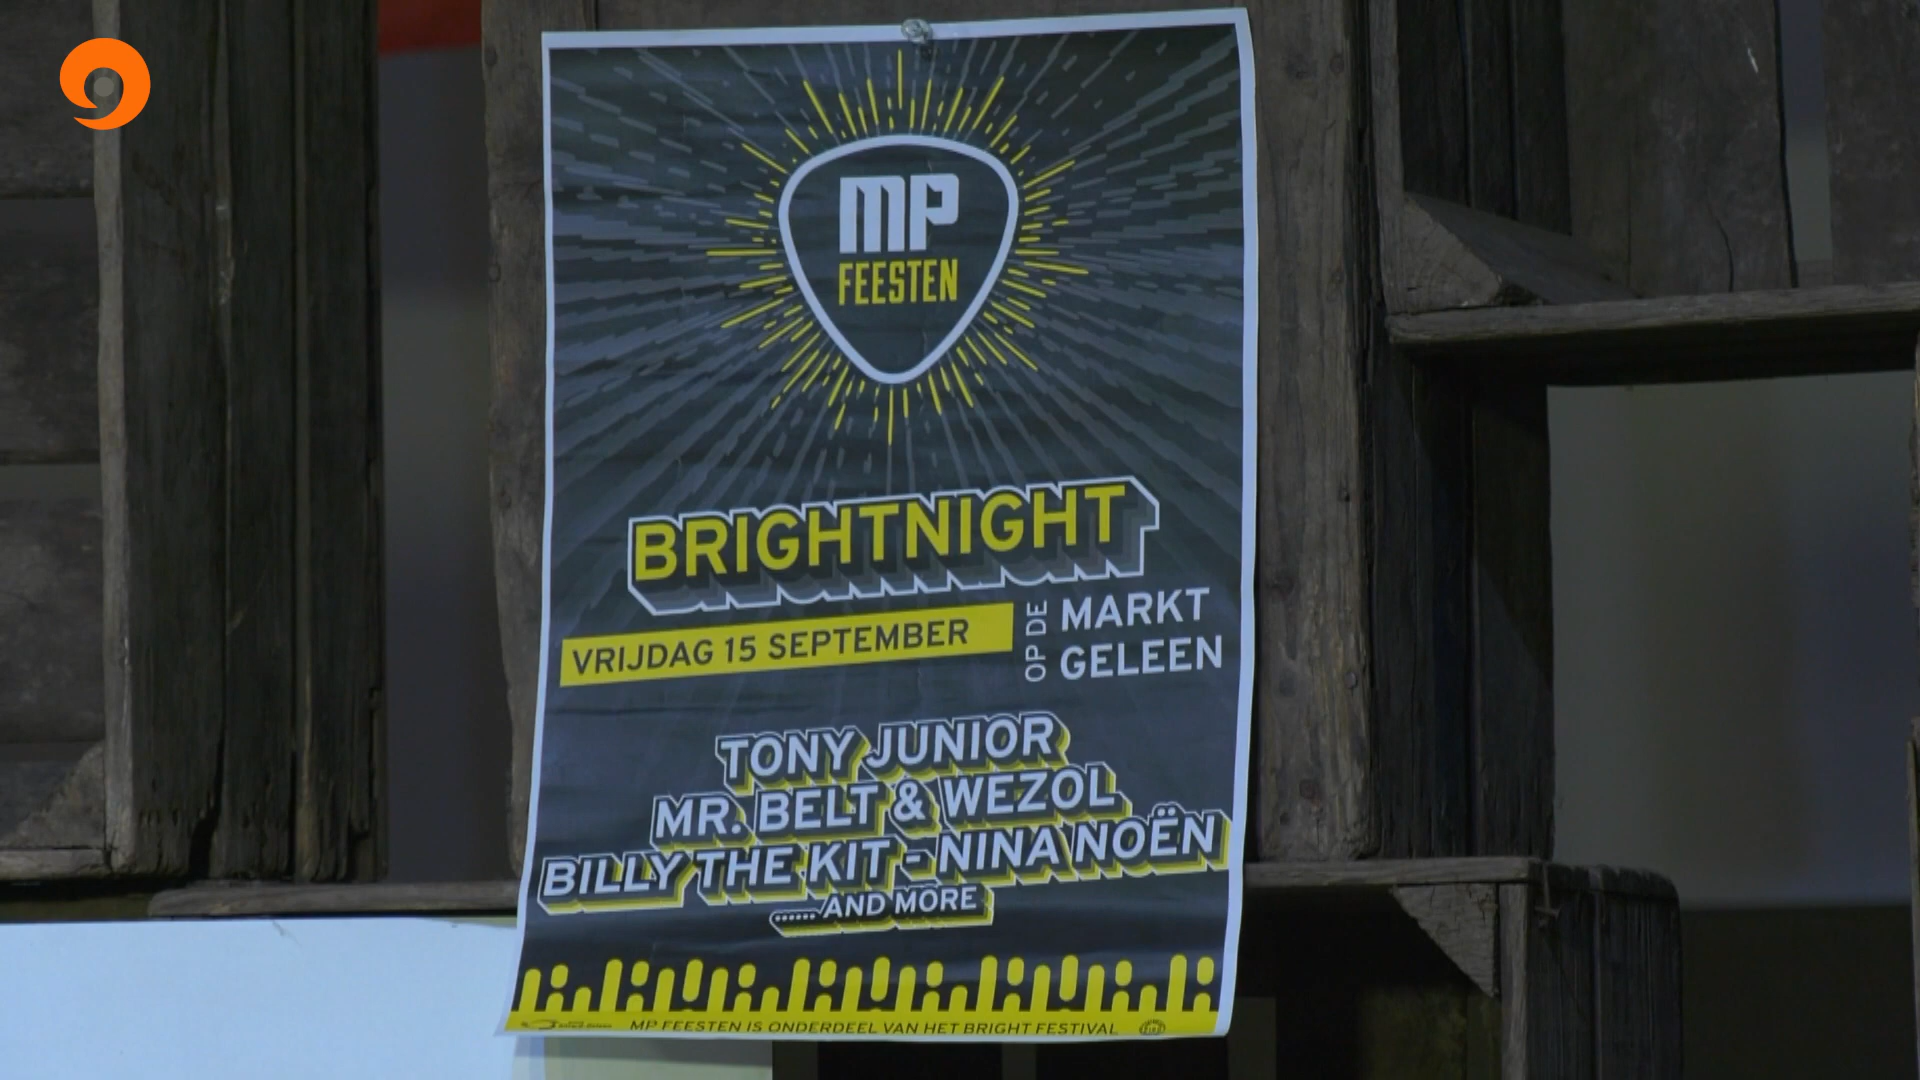 MP
FEESTEN
BRIGHTNIGHT
VRIJDAG 15 SEPTEMBER
OP DE
MARKT
GELEEN
TONY JUNIOR
MR. BELT & WEZOL
BILLY THE KIT - NINA NOËN
......AND MORE
MP FEESTEN IS ONDERDEEL VAN HET BRIGHT FESTIVAL